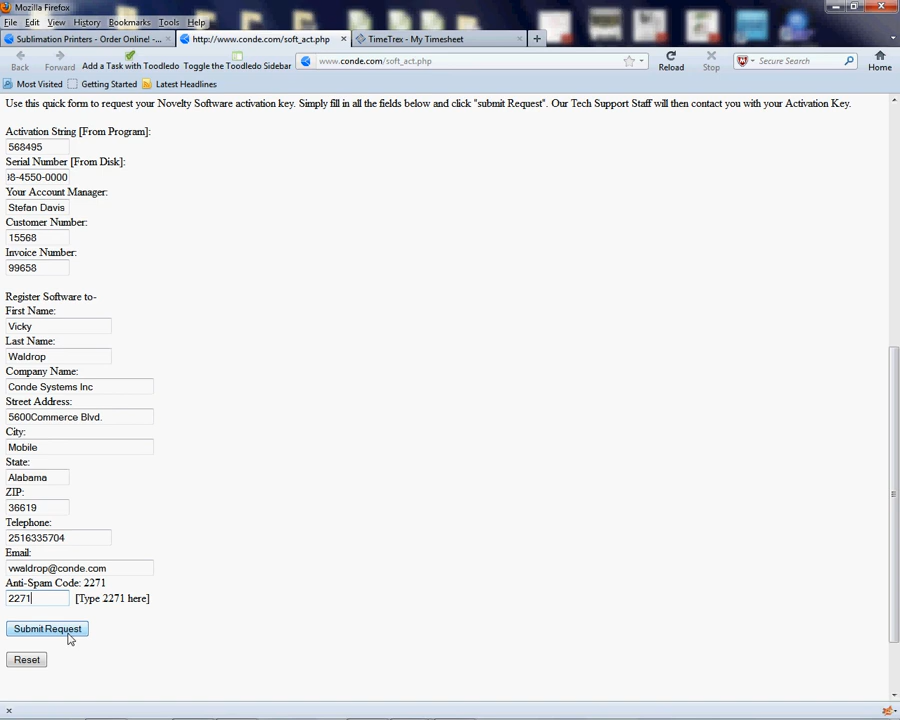 Mozilla Firefox
File Edit View History Bookmarks Tools Help
Sublimation Printers - Order Online! -... × http://www.conde.com/soft_act.php × TimeTrex - My Timesheet × +
Back Forward Add a Task with Toodledo Toggle the Toodledo Sidebar www.conde.com/soft_act.php Reload Stop Secure Search Home
Most Visited Getting Started Latest Headlines
Use this quick form to request your Novelty Software activation key. Simply fill in all the fields below and click "submit Request". Our Tech Support Staff will then contact you with your Activation Key.
Activation String [From Program]:
568495
Serial Number [From Disk]:
8-4550-0000
Your Account Manager:
Stefan Davis
Customer Number:
15568
Invoice Number:
99658
Register Software to-
First Name:
Vicky
Last Name:
Waldrop
Company Name:
Conde Systems Inc
Street Address:
5600Commerce Blvd.
City:
Mobile
State:
Alabama
ZIP:
36619
Telephone:
2516335704
Email:
vwaldrop@conde.com
Anti-Spam Code: 2271
2271 [Type 2271 here]
Submit Request
Reset
×